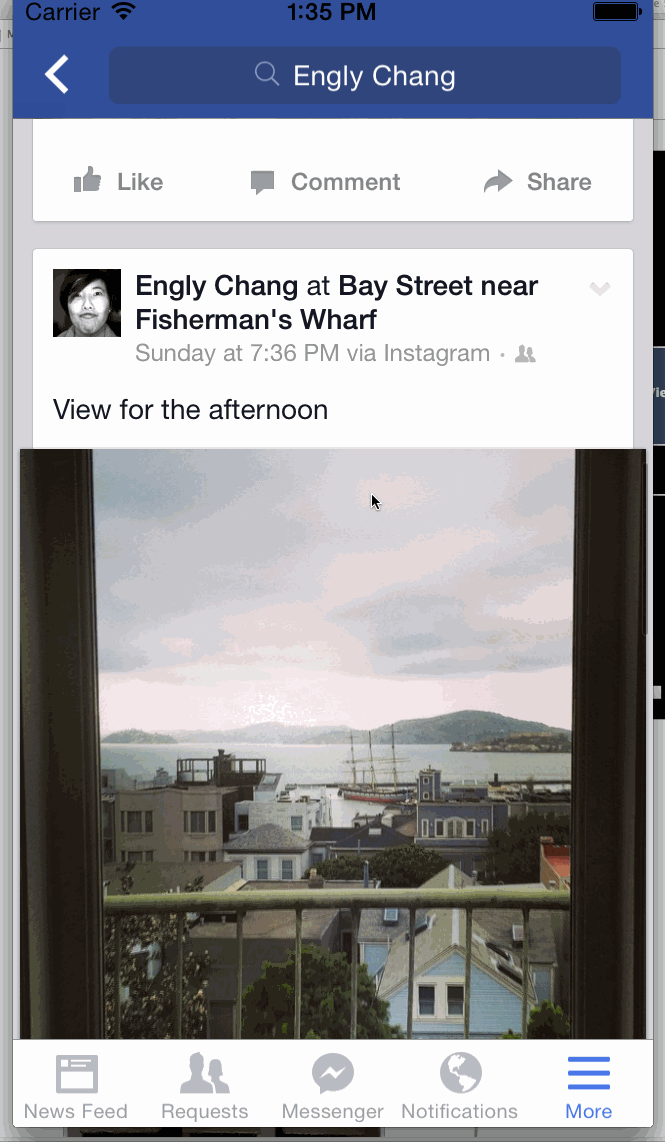 Carrier 1:35 PM
Engly Chang
Like Comment Share
Engly Chang at Bay Street near
Fisherman's Wharf
Sunday at 7:36 PM via Instagram ·
View for the afternoon
News Feed Requests Messenger Notifications More